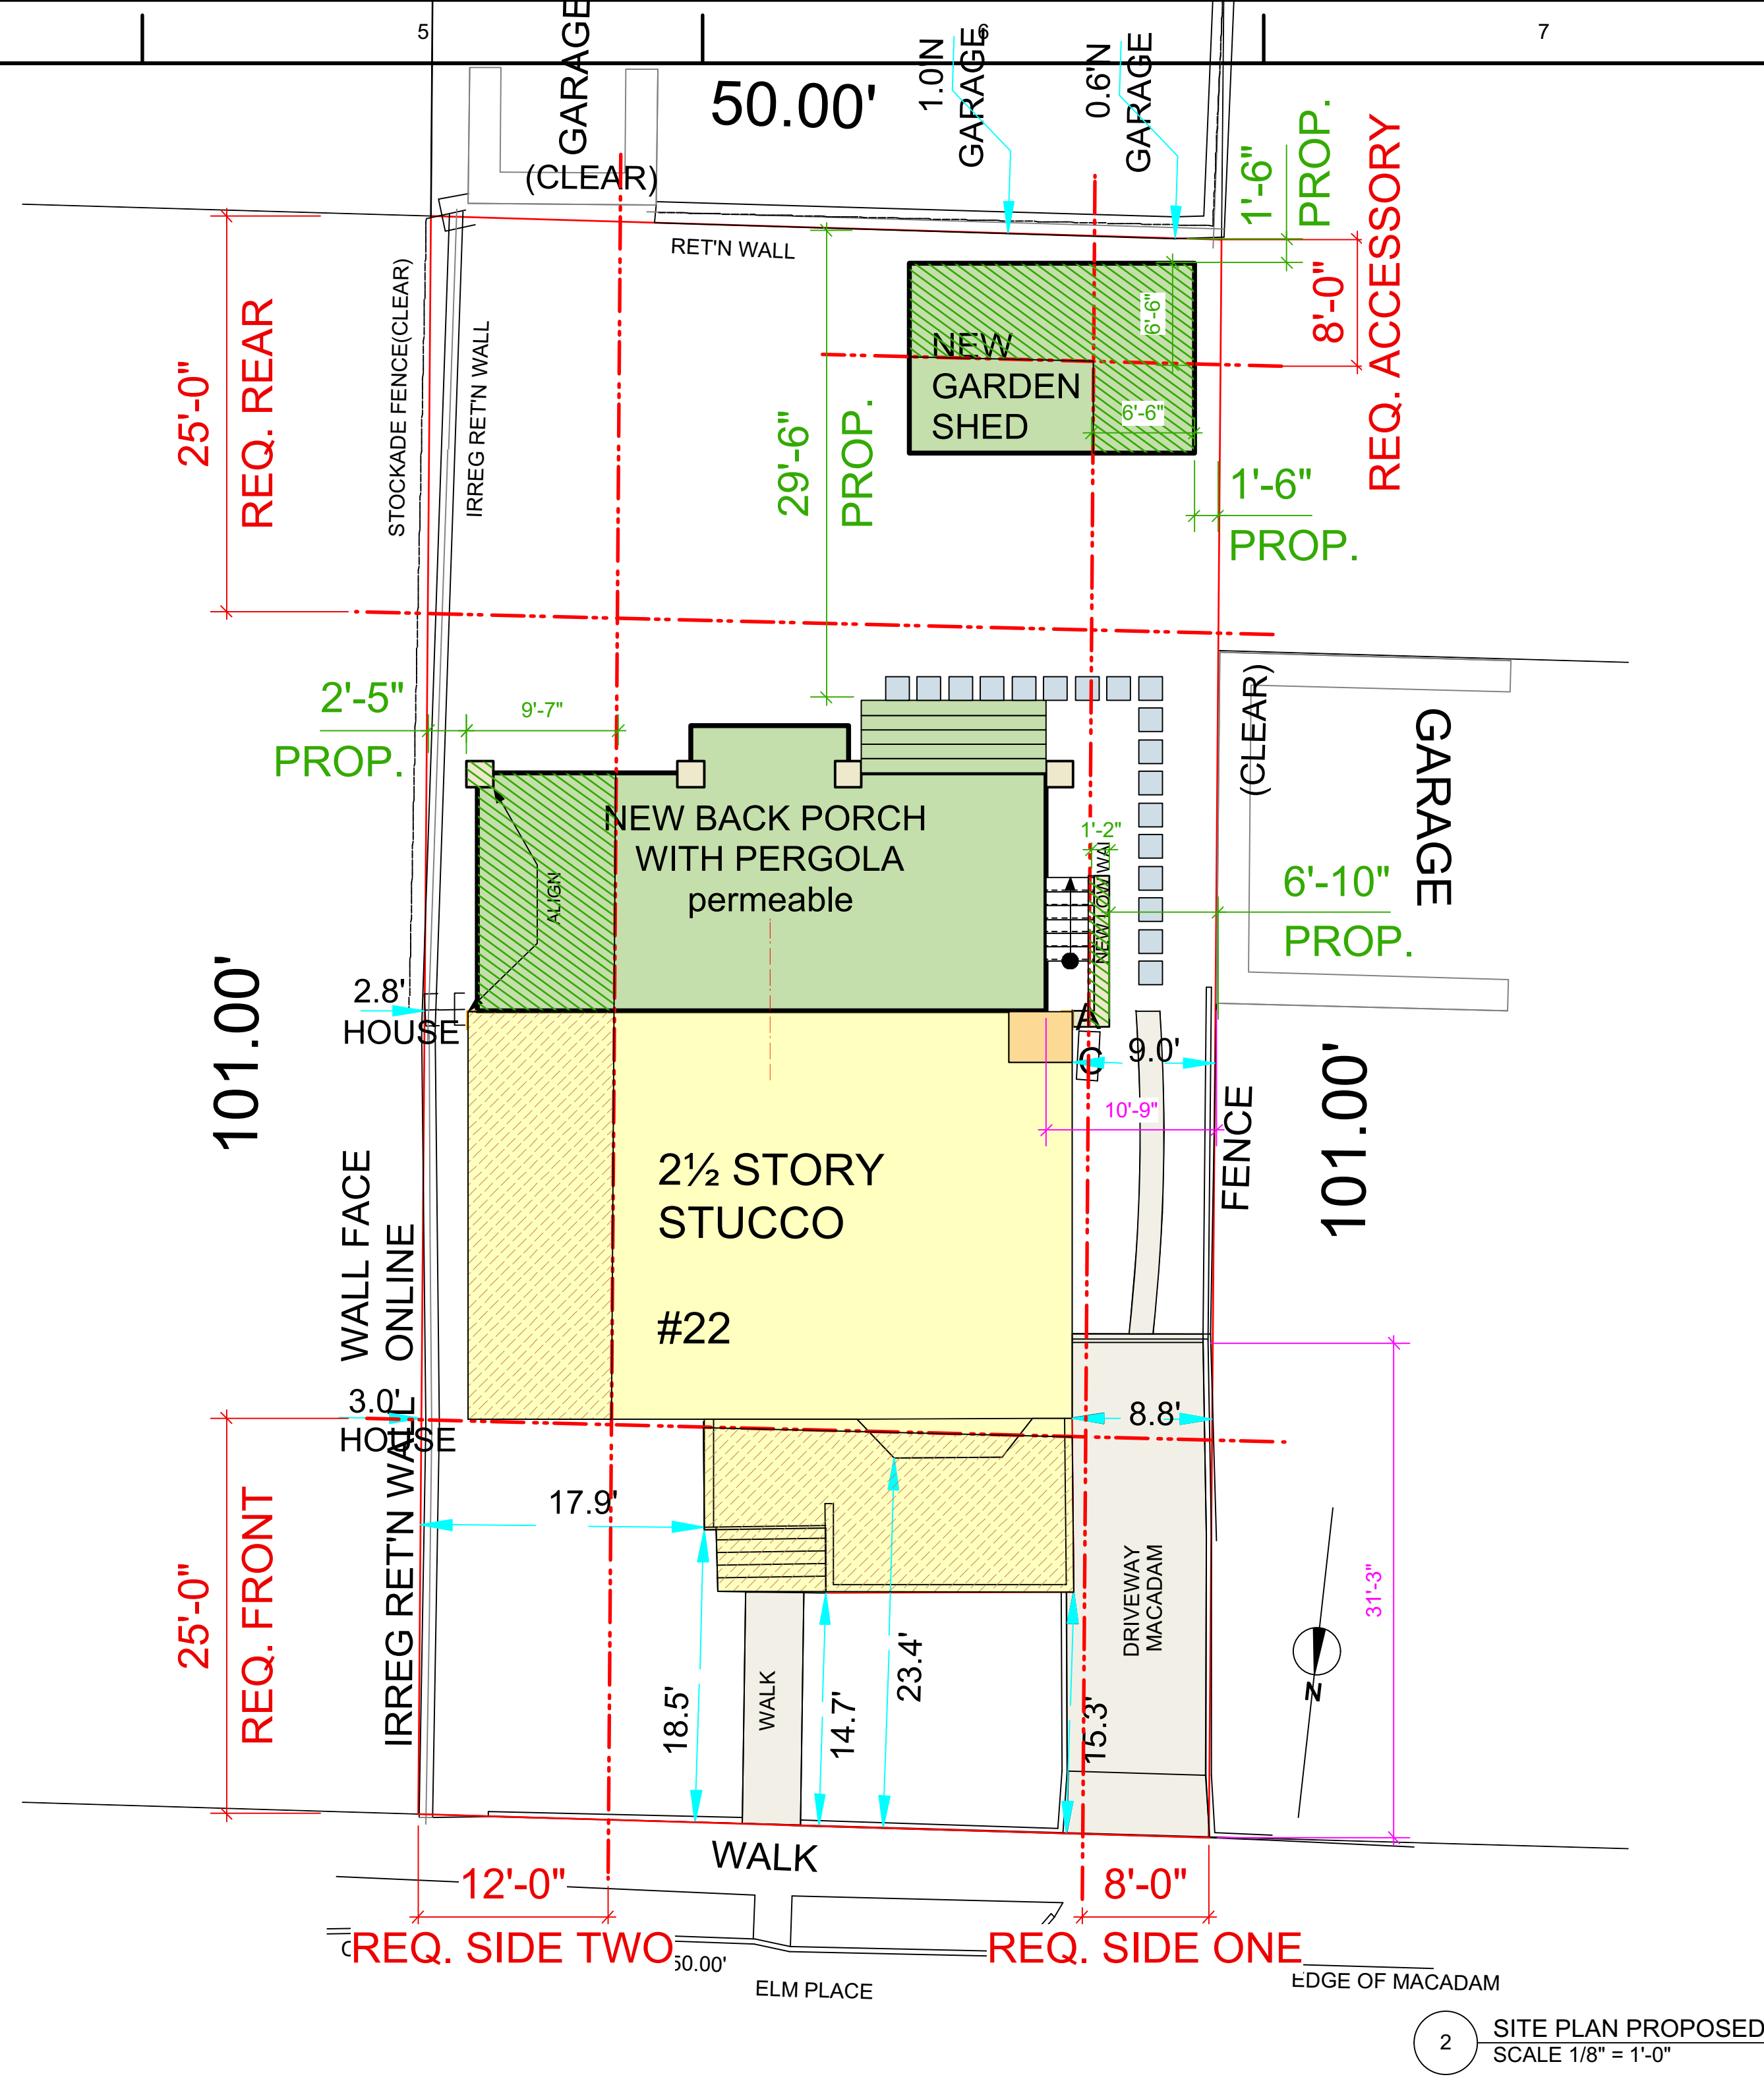 5
6
7
GARAGE
(CLEAR)
50.00'
1.0'N
GARAGE
0.6'N
GARAGE
1'-6"
PROP.
REQ. ACCESSORY
8'-0"
RET'N WALL
STOCKADE FENCE(CLEAR)
IRREG RET'N WALL
25'-0"
REQ. REAR
29'-6"
PROP.
NEW
GARDEN
SHED
6'-6"
6'-6"
1'-6"
PROP.
2'-5"
PROP.
9'-7"
(CLEAR)
GARAGE
NEW BACK PORCH
WITH PERGOLA
permeable
ALIGN
1'-2"
NEW LOW WAL
6'-10"
PROP.
101.00'
2.8'
HOUSE
A
C
9.0'
10'-9"
FENCE
101.00'
2½ STORY
STUCCO
#22
WALL FACE
ONLINE
3.0'
HOUSE
IRREG RET'N WALL
8.8'
17.9'
25'-0"
REQ. FRONT
18.5'
WALK
14.7'
23.4'
15.3'
DRIVEWAY
MACADAM
31'-3"
N
WALK
12'-0"
REQ. SIDE TWO
8'-0"
REQ. SIDE ONE
50.00'
ELM PLACE
EDGE OF MACADAM
2
SITE PLAN PROPOSED
SCALE 1/8" = 1'-0"